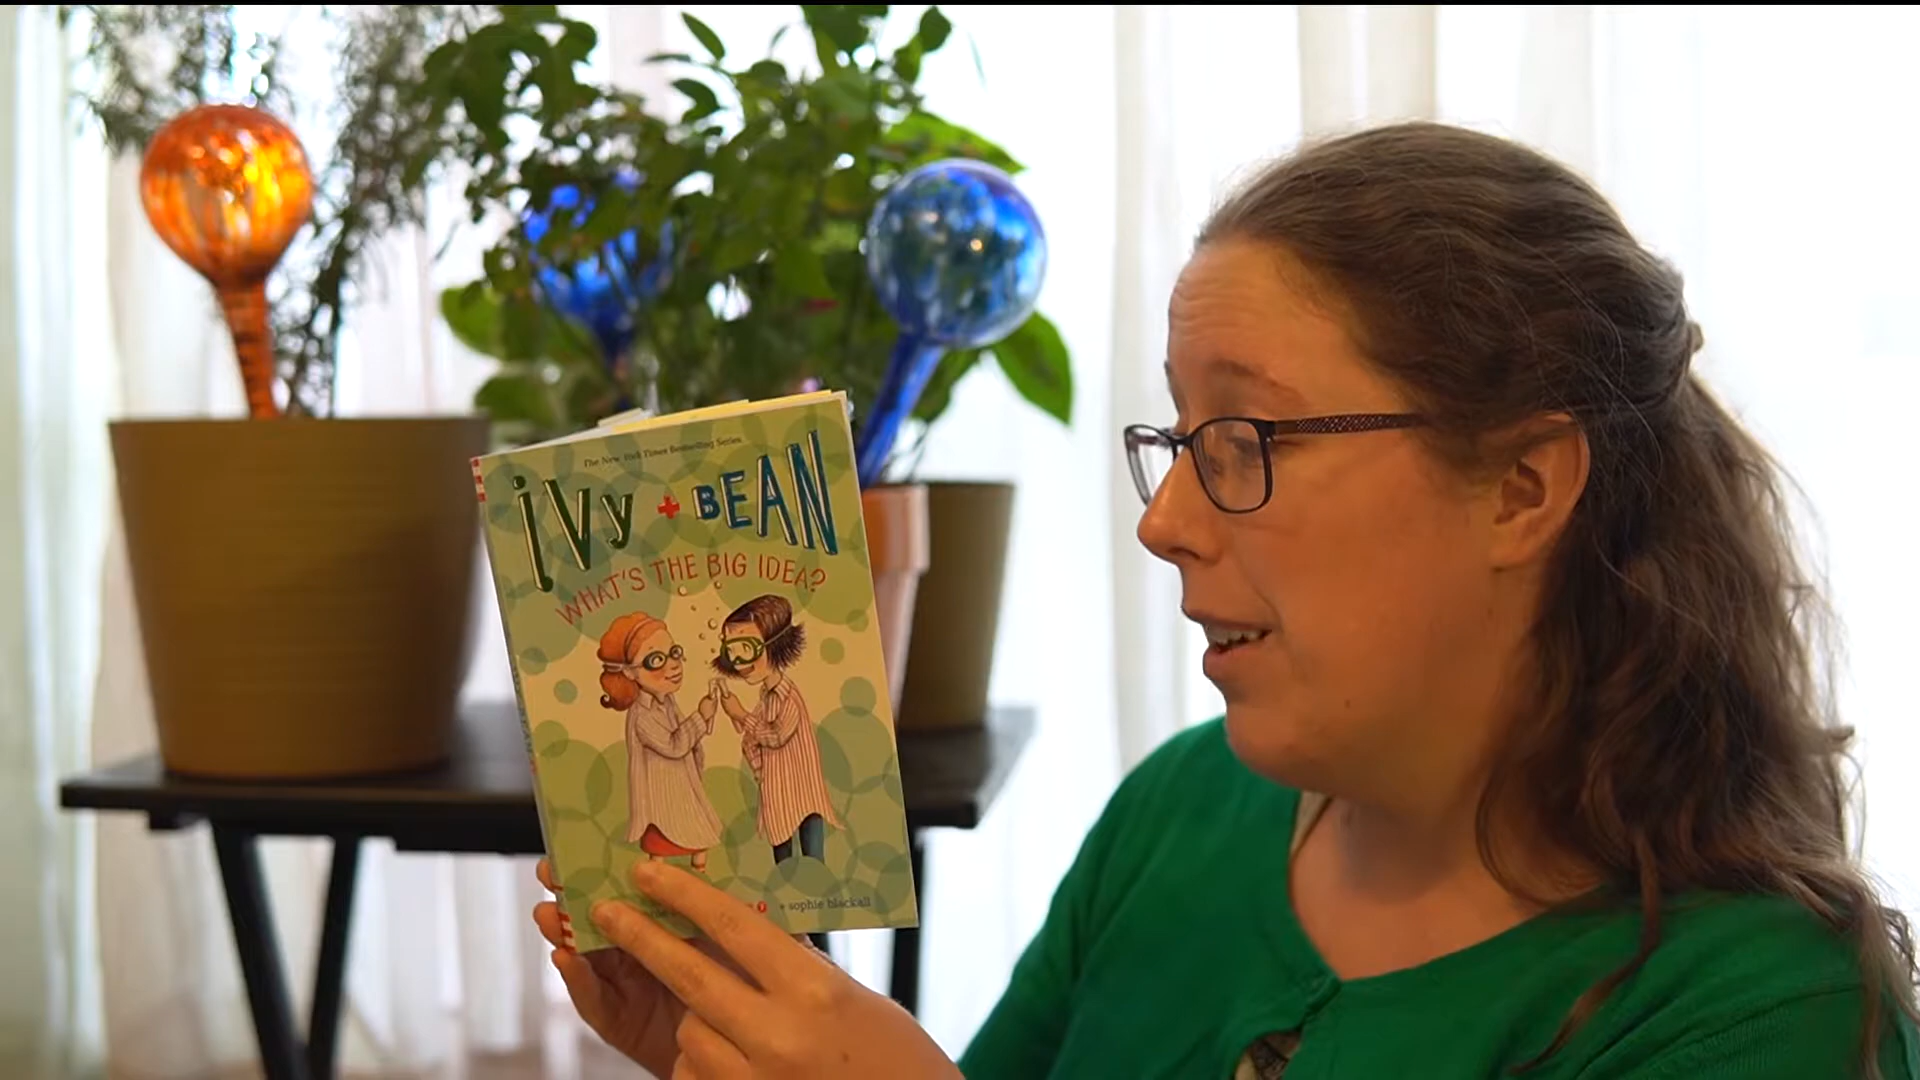 The New York Times Bestselling Series
iVy + BEAN
WHAT'S THE BIG IDEA?
+ sophie blackall